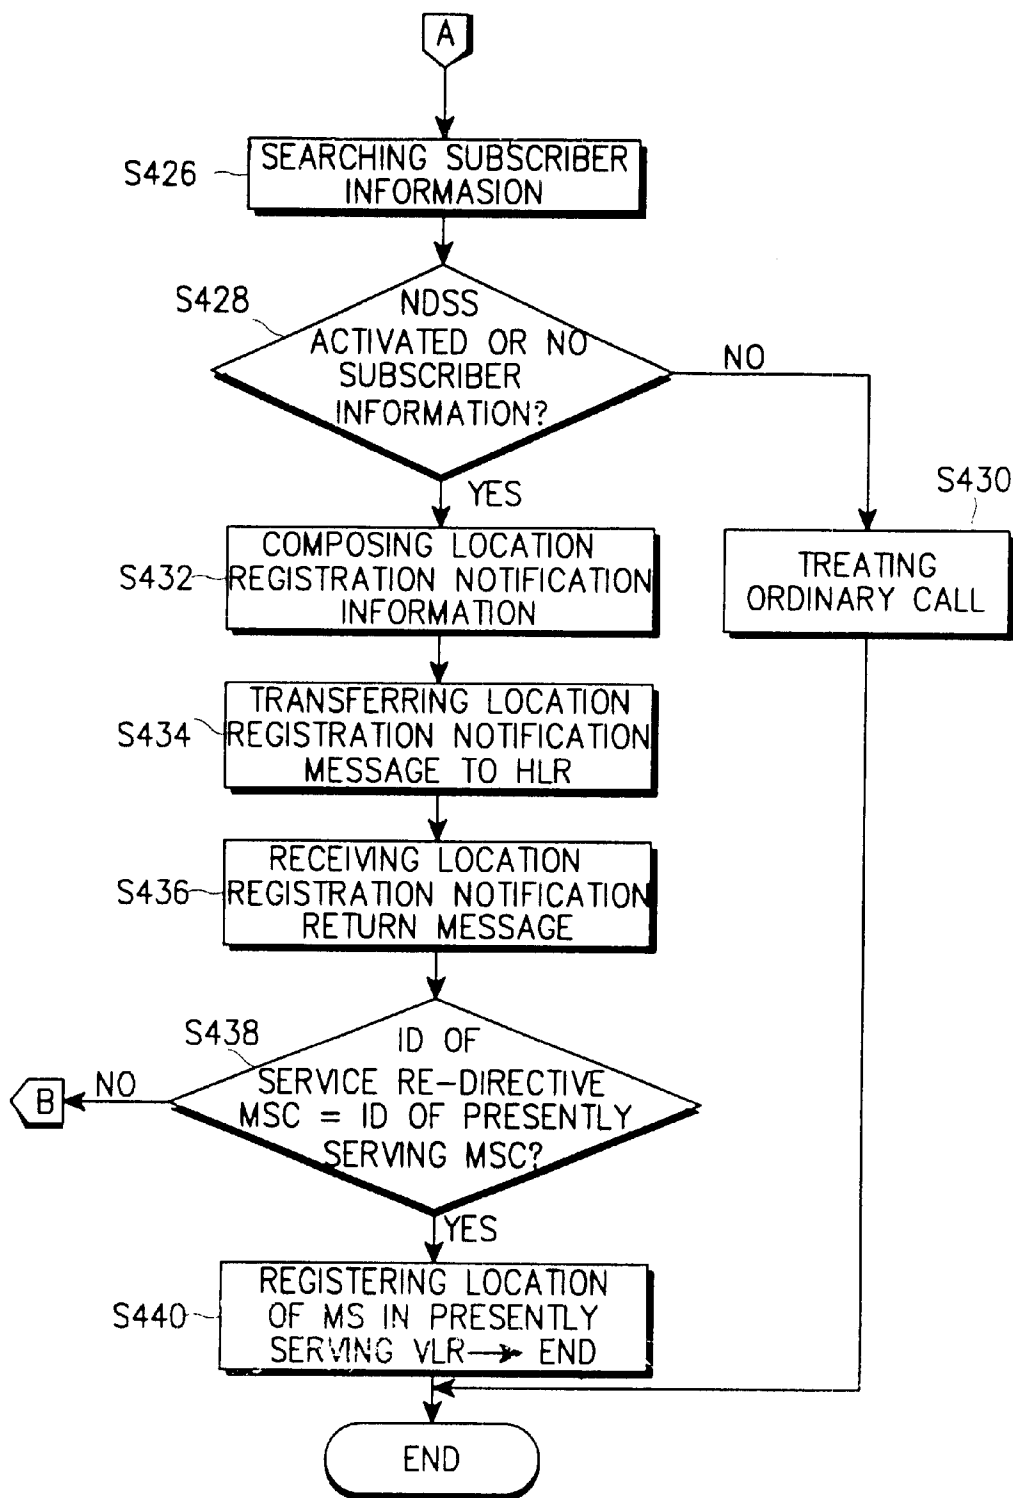 A
S426
SEARCHING SUBSCRIBER
INFORMASION
S428
NDSS
ACTIVATED OR NO
SUBSCRIBER
INFORMATION?
NO
YES
S430
TREATING
ORDINARY CALL
S432
COMPOSING LOCATION
REGISTRATION NOTIFICATION
INFORMATION
S434
TRANSFERRING LOCATION
REGISTRATION NOTIFICATION
MESSAGE TO HLR
S436
RECEIVING LOCATION
REGISTRATION NOTIFICATION
RETURN MESSAGE
S438
ID OF
SERVICE RE-DIRECTIVE
MSC = ID OF PRESENTLY
SERVING MSC?
NO
B
YES
S440
REGISTERING LOCATION
OF MS IN PRESENTLY
SERVING VLR → END
END